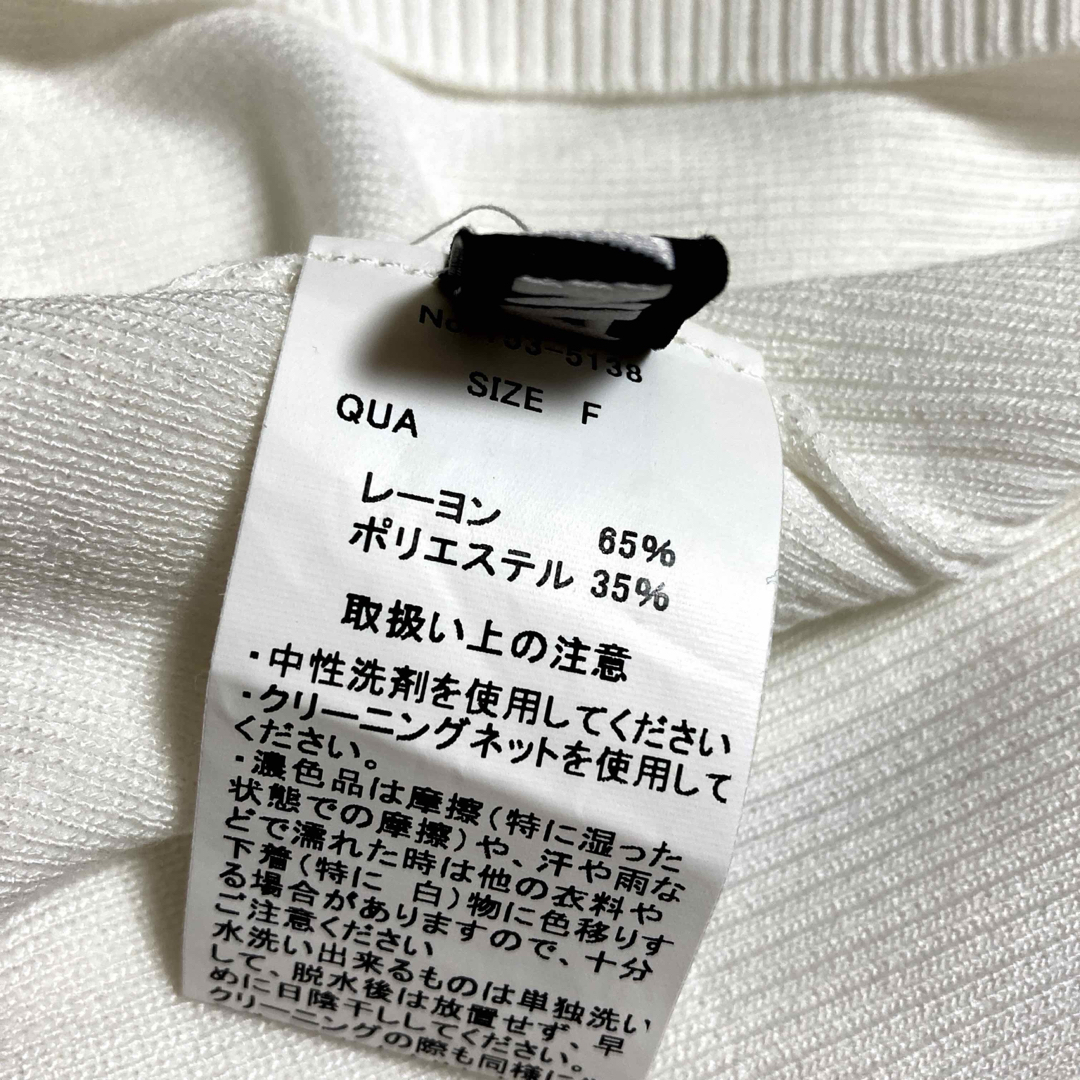 SIZE F
QUA
レーヨン 65%
ポリエステル 35%
取扱い上の注意
・中性洗剤を使用してください
・クリーニングネットを使用して
ください。
・濃色品は摩擦(特に湿った
状態での摩擦)や、汗や雨な
どで濡れた時は他の衣料や
下着(特に 白)物に色移りす
る場合がありますので、十分
ご注意ください
水洗い出来るものは単独洗い
して、脱水後は放置せず、早
めに日陰干ししてください。
クリーニングの際も同様に